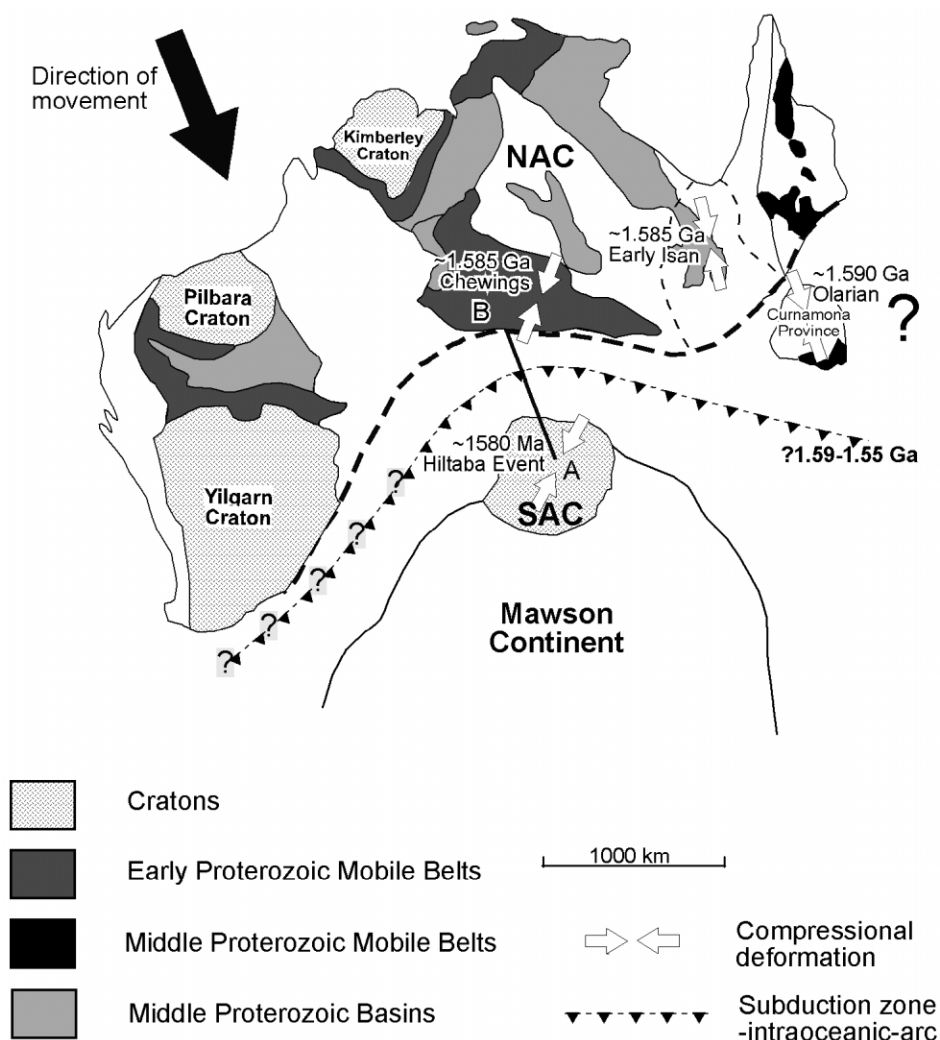 Direction of
movement
Kimberley
Craton
NAC
~1.585 Ga
Early Isan
~1.585 Ga
Chewings
B
~1.590 Ga
Olarian
Curnamona
Province
?
Pilbara
Craton
~1580 Ma
Hiltaba Event
A
SAC
?1.59-1.55 Ga
Yilgarn
Craton
?
?
?
?
?
Mawson
Continent
Cratons
Early Proterozoic Mobile Belts
1000 km
Middle Proterozoic Mobile Belts
Compressional
deformation
Middle Proterozoic Basins
Subduction zone
-intraoceanic-arc